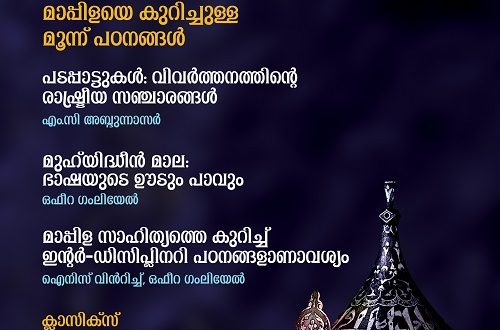 മാപ്പിളയെ കുറിച്ചുള്ള
മൂന്ന് പഠനങ്ങൾ
പടപ്പാട്ടുകൾ: വിവർത്തനത്തിന്റെ
രാഷ്ട്രീയ സഞ്ചാരങ്ങൾ
എം.സി അബ്ദുന്നാസർ
മുഹ്‌യിദ്ധീൻ മാല:
ഭാഷയുടെ ഊടും പാവും
ഒഫീറ ഗംലിയേൽ
മാപ്പിള സാഹിത്യത്തെ കുറിച്ച്
ഇന്റർ-ഡിസിപ്ലിനറി പഠനങ്ങളാണാവശ്യം
ഐനിസ് വിൻറിച്ച്, ഒഫീറ ഗംലിയേൽ
ക്ലാസിക്സ്